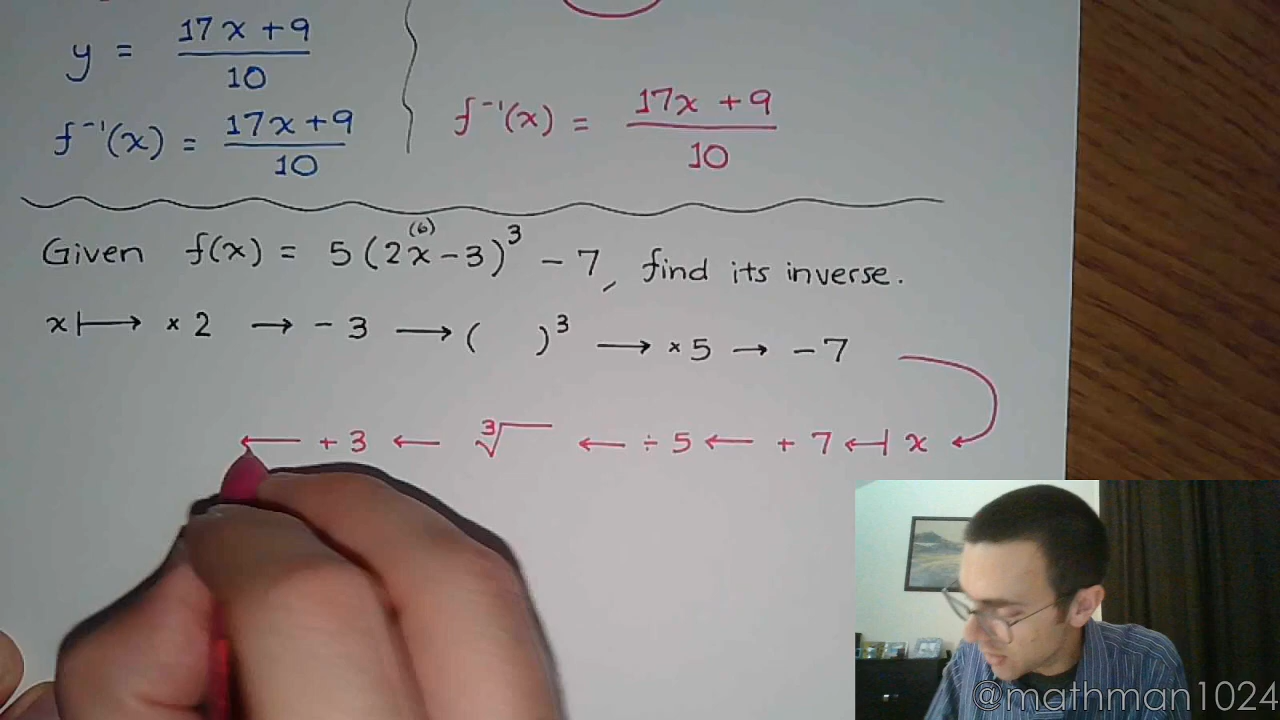 y = 17x + 9 / 10
f⁻¹(x) = 17x + 9 / 10
f⁻¹(x) = 17x + 9 / 10
(6)
Given f(x) = 5(2x - 3)³ - 7, find its inverse.
x ↦ × 2 → - 3 → ( )³ → × 5 → - 7
← + 3 ← ∛ ← ÷ 5 ← + 7 ↤ x
@mathman1024